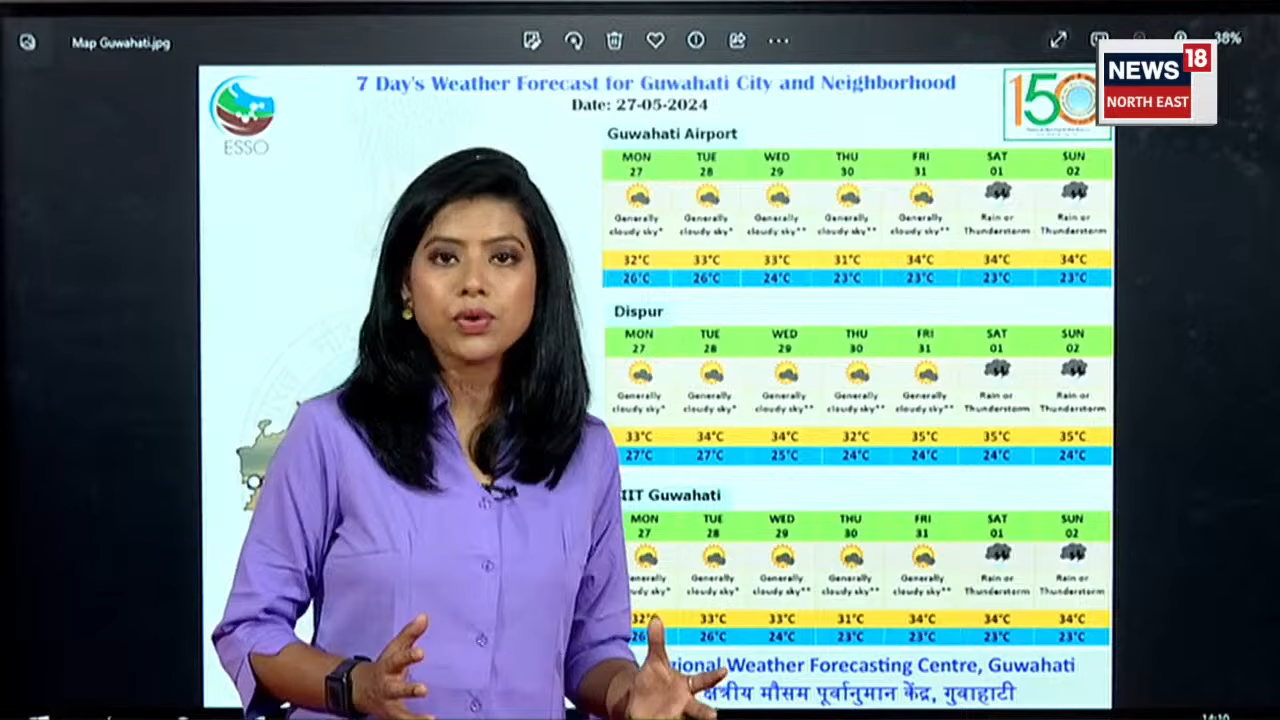 Map Guwahati.jpg
38%
NEWS 18
NORTH EAST
7 Day's Weather Forecast for Guwahati City and Neighborhood
Date: 27-05-2024
ESSO
150
Guwahati Airport
MON TUE WED THU FRI SAT SUN
27 28 29 30 31 01 02
Generally Generally Generally Generally Generally Rain or Rain or
cloudy sky* cloudy sky* cloudy sky** cloudy sky** cloudy sky** Thunderstorm Thunderstorm
32°C 33°C 33°C 31°C 34°C 34°C 34°C
26°C 26°C 24°C 23°C 23°C 23°C 23°C
Dispur
MON TUE WED THU FRI SAT SUN
27 28 29 30 31 01 02
Generally Generally Generally Generally Generally Rain or Rain or
cloudy sky* cloudy sky* cloudy sky** cloudy sky** cloudy sky** Thunderstorm Thunderstorm
33°C 34°C 34°C 32°C 35°C 35°C 35°C
27°C 27°C 25°C 24°C 24°C 24°C 24°C
IIT Guwahati
MON TUE WED THU FRI SAT SUN
27 28 29 30 31 01 02
Generally Generally Generally Generally Rain or Rain or
cloudy sky* cloudy sky** cloudy sky** cloudy sky** Thunderstorm Thunderstorm
32°C 33°C 33°C 31°C 34°C 34°C 34°C
26 26°C 24°C 23°C 23°C 23°C 23°C
Weather Forecasting Centre, Guwahati
मौसम पूर्वानुमान केंद्र, गुवाहाटी